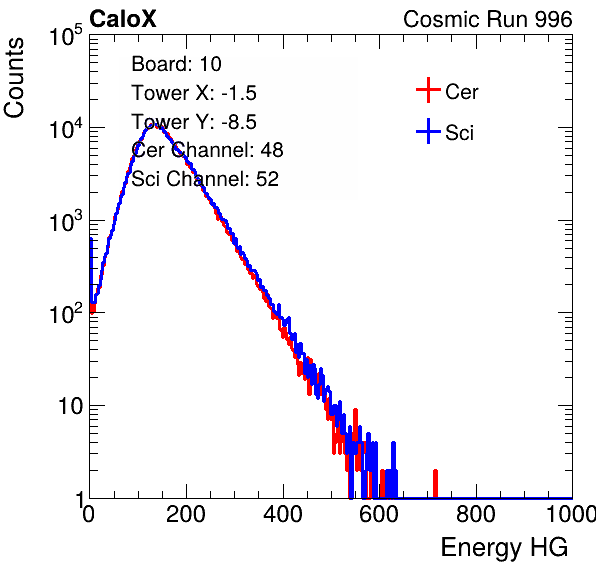 CaloX
Cosmic Run 996
Counts
Board: 10
Tower X: -1.5
Tower Y: -8.5
Cer Channel: 48
Sci Channel: 52
Cer
Sci
10^5
10^4
10^3
10^2
10
1
0 200 400 600 800 1000
Energy HG